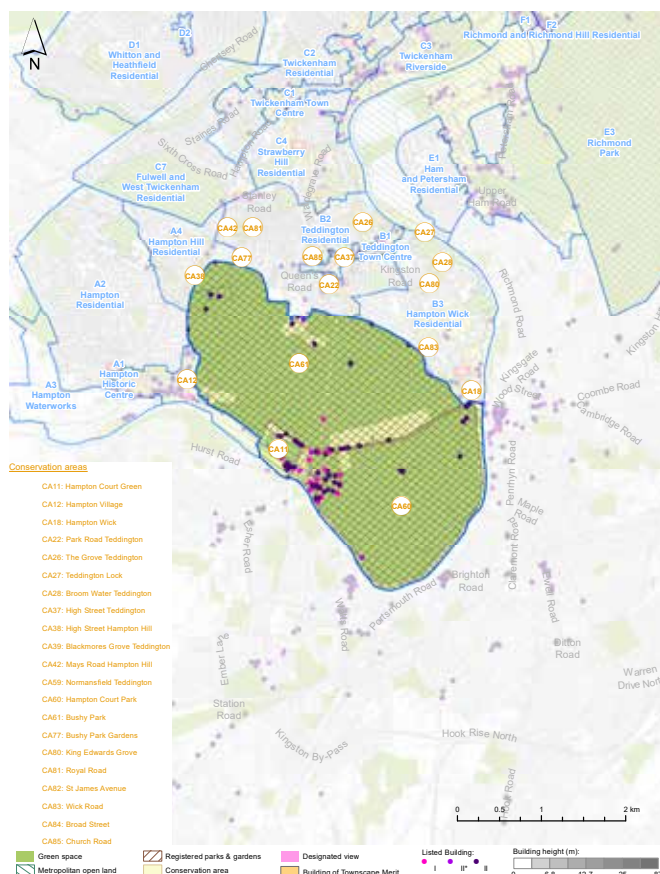 N
D1
Whitton and
Heathfield
Residential
D2
C2
Twickenham
Residential
C3
Twickenham
Riverside
F1
F2
Richmond and Richmond Hill Residential
C1
Twickenham Town
Centre
C4
Strawberry
Hill
Residential
Staines Road
Sixth Cross Road
E1
Ham
and Petersham
Residential
E3
Richmond
Park
C7
Fulwell and
West Twickenham
Residential
Stanley
Road
Upper
Ham Road
A4
Hampton Hill
Residential
CA42
CA81
B2
Teddington
Residential
CA26
B1
Teddington
Town Centre
CA27
CA77
CA85
CA37
CA28
CA38
Queen's
Road
CA22
Kingston
Road
CA80
A2
Hampton
Residential
B3
Hampton Wick
Residential
Richmond Road
CA83
CA61
A1
Hampton
Historic
Centre
CA12
CA18
Kingsgate
Road
Wood Street
Coombe Road
Cambridge Road
A3
Hampton
Waterworks
Hurst Road
CA11
Penrhyn Road
CA60
Maple
Road
Claremont Road
Esher Road
Brighton
Road
Portsmouth Road
Ewell Road
Ditton
Road
Ember Lane
Warren
Drive North
Station
Road
Kingston By-Pass
Hook Rise North
Hook Road
Conservation areas
CA11: Hampton Court Green
CA12: Hampton Village
CA18: Hampton Wick
CA22: Park Road Teddington
CA26: The Grove Teddington
CA27: Teddington Lock
CA28: Broom Water Teddington
CA37: High Street Teddington
CA38: High Street Hampton Hill
CA39: Blackmores Grove Teddington
CA42: Mays Road Hampton Hill
CA59: Normansfield Teddington
CA60: Hampton Court Park
CA61: Bushy Park
CA77: Bushy Park Gardens
CA80: King Edwards Grove
CA81: Royal Road
CA82: St James Avenue
CA83: Wick Road
CA84: Broad Street
CA85: Church Road
0 0.5 1 2 km
Green space
Metropolitan open land
Registered parks & gardens
Conservation area
Designated view
Building of Townscape Merit
Listed Building:
I II* II
Building height (m):